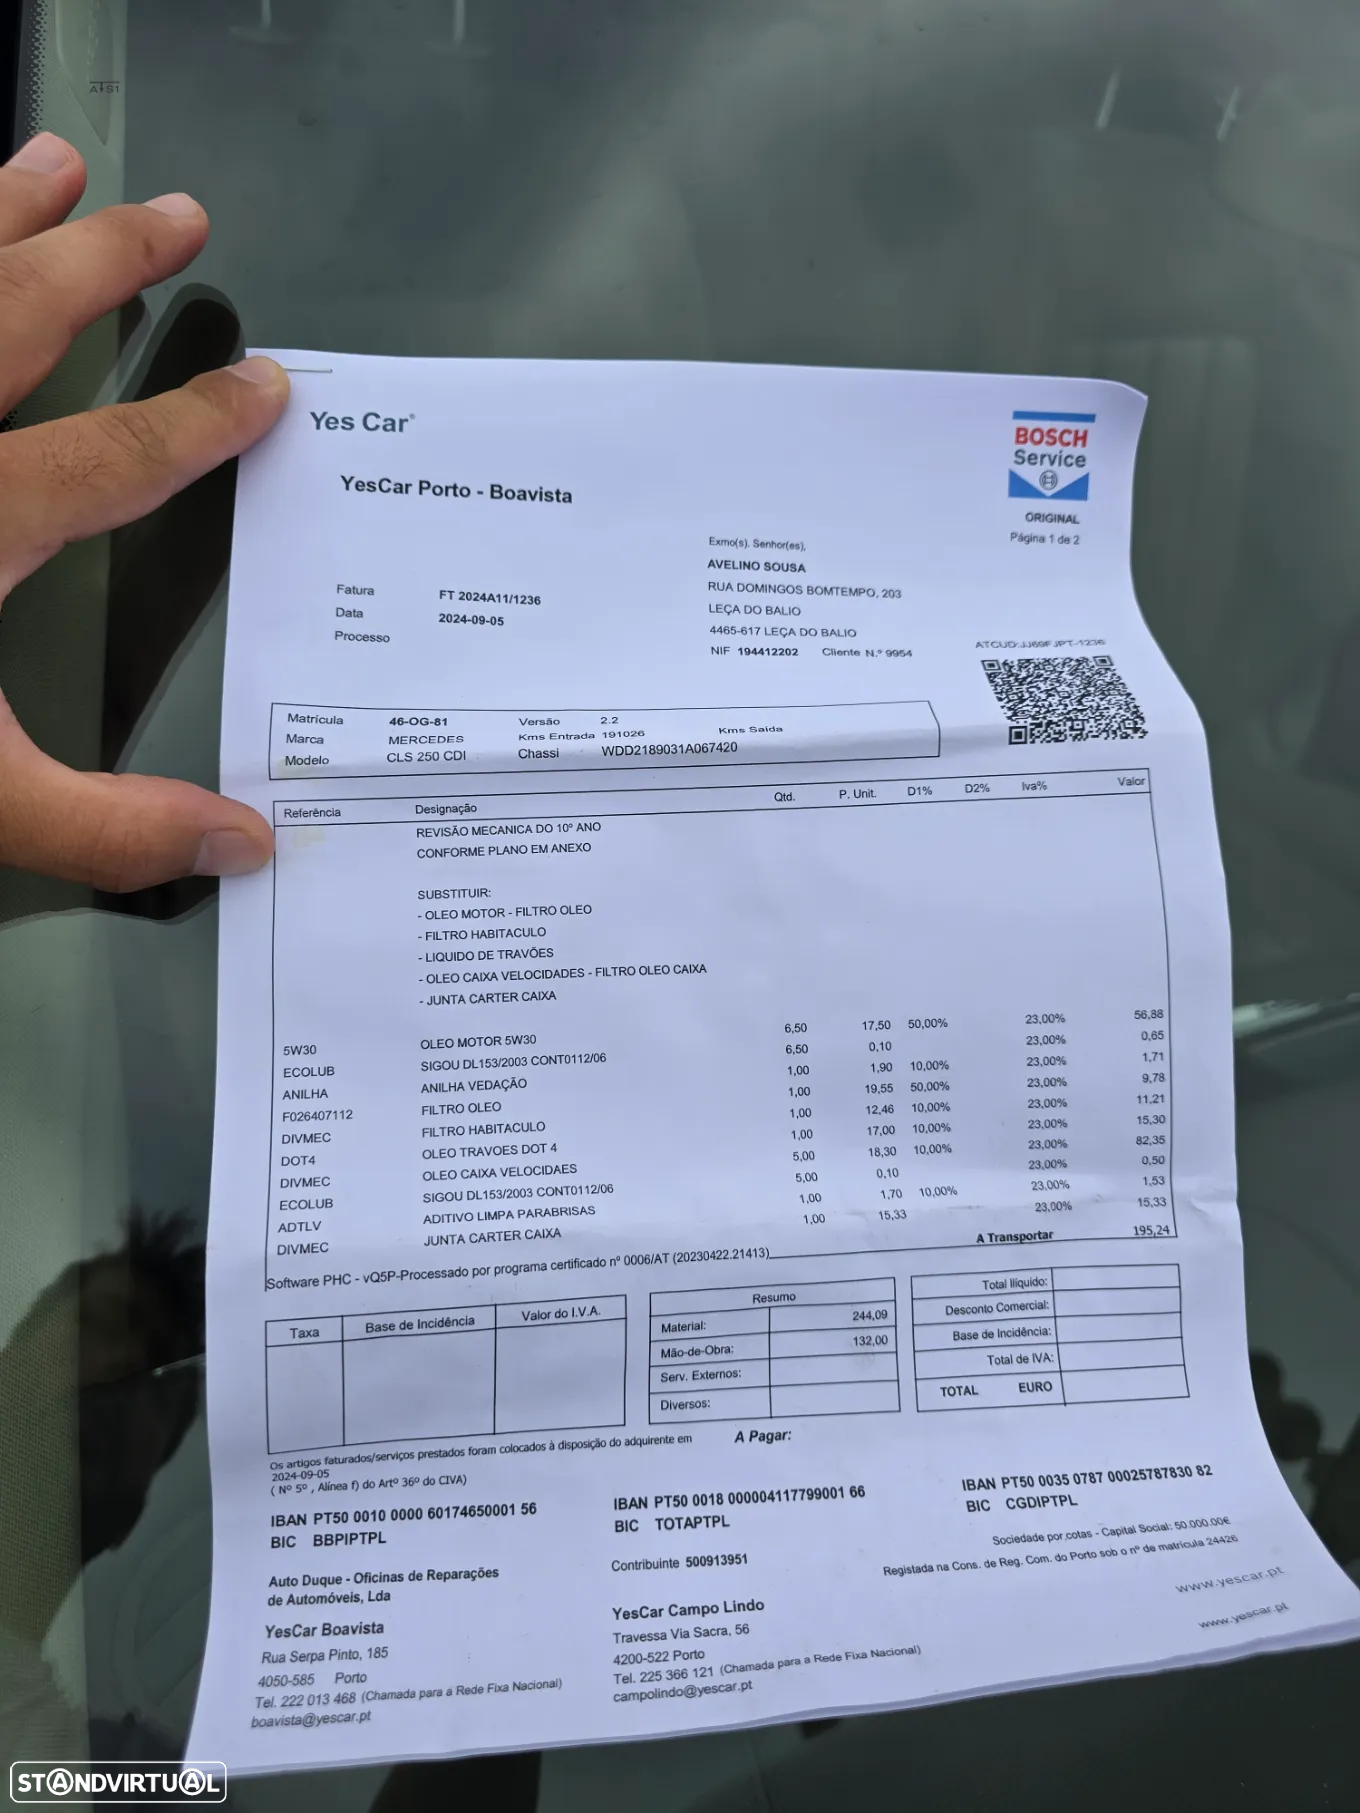 A↓S1
Yes Car®
BOSCH
Service
ORIGINAL
Página 1 de 2
YesCar Porto - Boavista
Exmo(s). Senhor(es),
AVELINO SOUSA
RUA DOMINGOS BOMTEMPO, 203
LEÇA DO BALIO
4465-617 LEÇA DO BALIO
NIF 194412202 Cliente N.º 9954
Fatura FT 2024A11/1236
Data 2024-09-05
Processo
ATCUD:JJ69FJPT-1236
Matrícula 46-OG-81 Versão 2.2
Marca MERCEDES Kms Entrada 191026 Kms Saída
Modelo CLS 250 CDI Chassi WDD2189031A067420
Referência Designação Qtd. P. Unit. D1% D2% Iva% Valor
REVISÃO MECANICA DO 10º ANO
CONFORME PLANO EM ANEXO
SUBSTITUIR:
- OLEO MOTOR - FILTRO OLEO
- FILTRO HABITACULO
- LIQUIDO DE TRAVÕES
- OLEO CAIXA VELOCIDADES - FILTRO OLEO CAIXA
- JUNTA CARTER CAIXA
5W30 OLEO MOTOR 5W30 6,50 17,50 50,00% 23,00% 56,88
ECOLUB SIGOU DL153/2003 CONT0112/06 6,50 0,10 23,00% 0,65
ANILHA ANILHA VEDAÇÃO 1,00 1,90 10,00% 23,00% 1,71
F026407112 FILTRO OLEO 1,00 19,55 50,00% 23,00% 9,78
DIVMEC FILTRO HABITACULO 1,00 12,46 10,00% 23,00% 11,21
DOT4 OLEO TRAVOES DOT 4 1,00 17,00 10,00% 23,00% 15,30
DIVMEC OLEO CAIXA VELOCIDAES 5,00 18,30 10,00% 23,00% 82,35
ECOLUB SIGOU DL153/2003 CONT0112/06 5,00 0,10 23,00% 0,50
ADTLV ADITIVO LIMPA PARABRISAS 1,00 1,70 10,00% 23,00% 1,53
DIVMEC JUNTA CARTER CAIXA 1,00 15,33 23,00% 15,33
A Transportar 195,24
Software PHC - vQ5P-Processado por programa certificado nº 0006/AT (20230422.21413)
Taxa Base de Incidência Valor do I.V.A.
Resumo
Material: 244,09
Mão-de-Obra: 132,00
Serv. Externos:
Diversos:
Total Ilíquido:
Desconto Comercial:
Base de Incidência:
Total de IVA:
TOTAL EURO
Os artigos faturados/serviços prestados foram colocados à disposição do adquirente em
2024-09-05
( Nº 5º , Alínea f) do Artº 36º do CIVA)
A Pagar:
IBAN PT50 0010 0000 60174650001 56
BIC BBPIPTPL
IBAN PT50 0018 000004117799001 66
BIC TOTAPTPL
IBAN PT50 0035 0787 00025787830 82
BIC CGDIPTPL
Sociedade por cotas - Capital Social: 50.000.00€
Registada na Cons. de Reg. Com. do Porto sob o nº de matrícula 24426
Contribuinte 500913951
Auto Duque - Oficinas de Reparações
de Automóveis, Lda
YesCar Boavista
Rua Serpa Pinto, 185
4050-585 Porto
Tel. 222 013 468 (Chamada para a Rede Fixa Nacional)
boavista@yescar.pt
YesCar Campo Lindo
Travessa Via Sacra, 56
4200-522 Porto
Tel. 225 366 121 (Chamada para a Rede Fixa Nacional)
campolindo@yescar.pt
www.yescar.pt
www.yescar.pt
STANDVIRTUAL